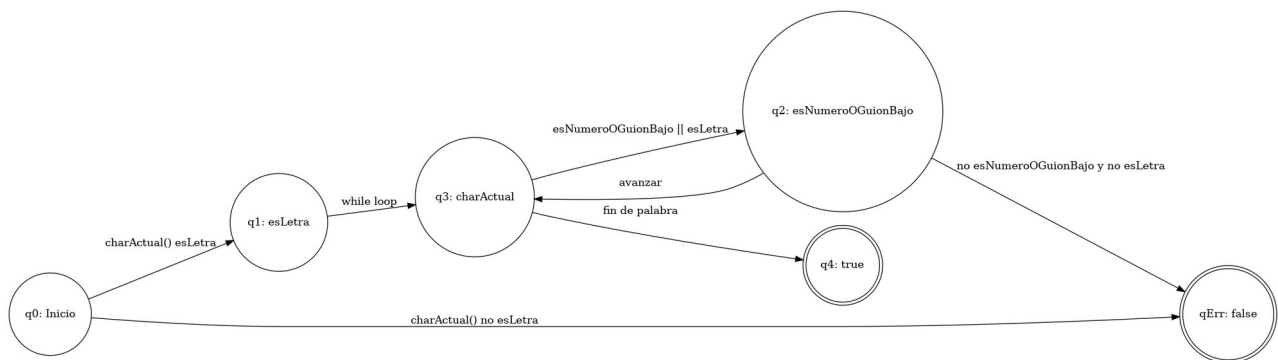 q2: esNumeroOGuionBajo
esNumeroOGuionBajo || esLetra
no esNumeroOGuionBajo y no esLetra
avanzar
q3: charActual
while loop
fin de palabra
q1: esLetra
charActual() esLetra
q4: true
q0: Inicio
charActual() no esLetra
qErr: false